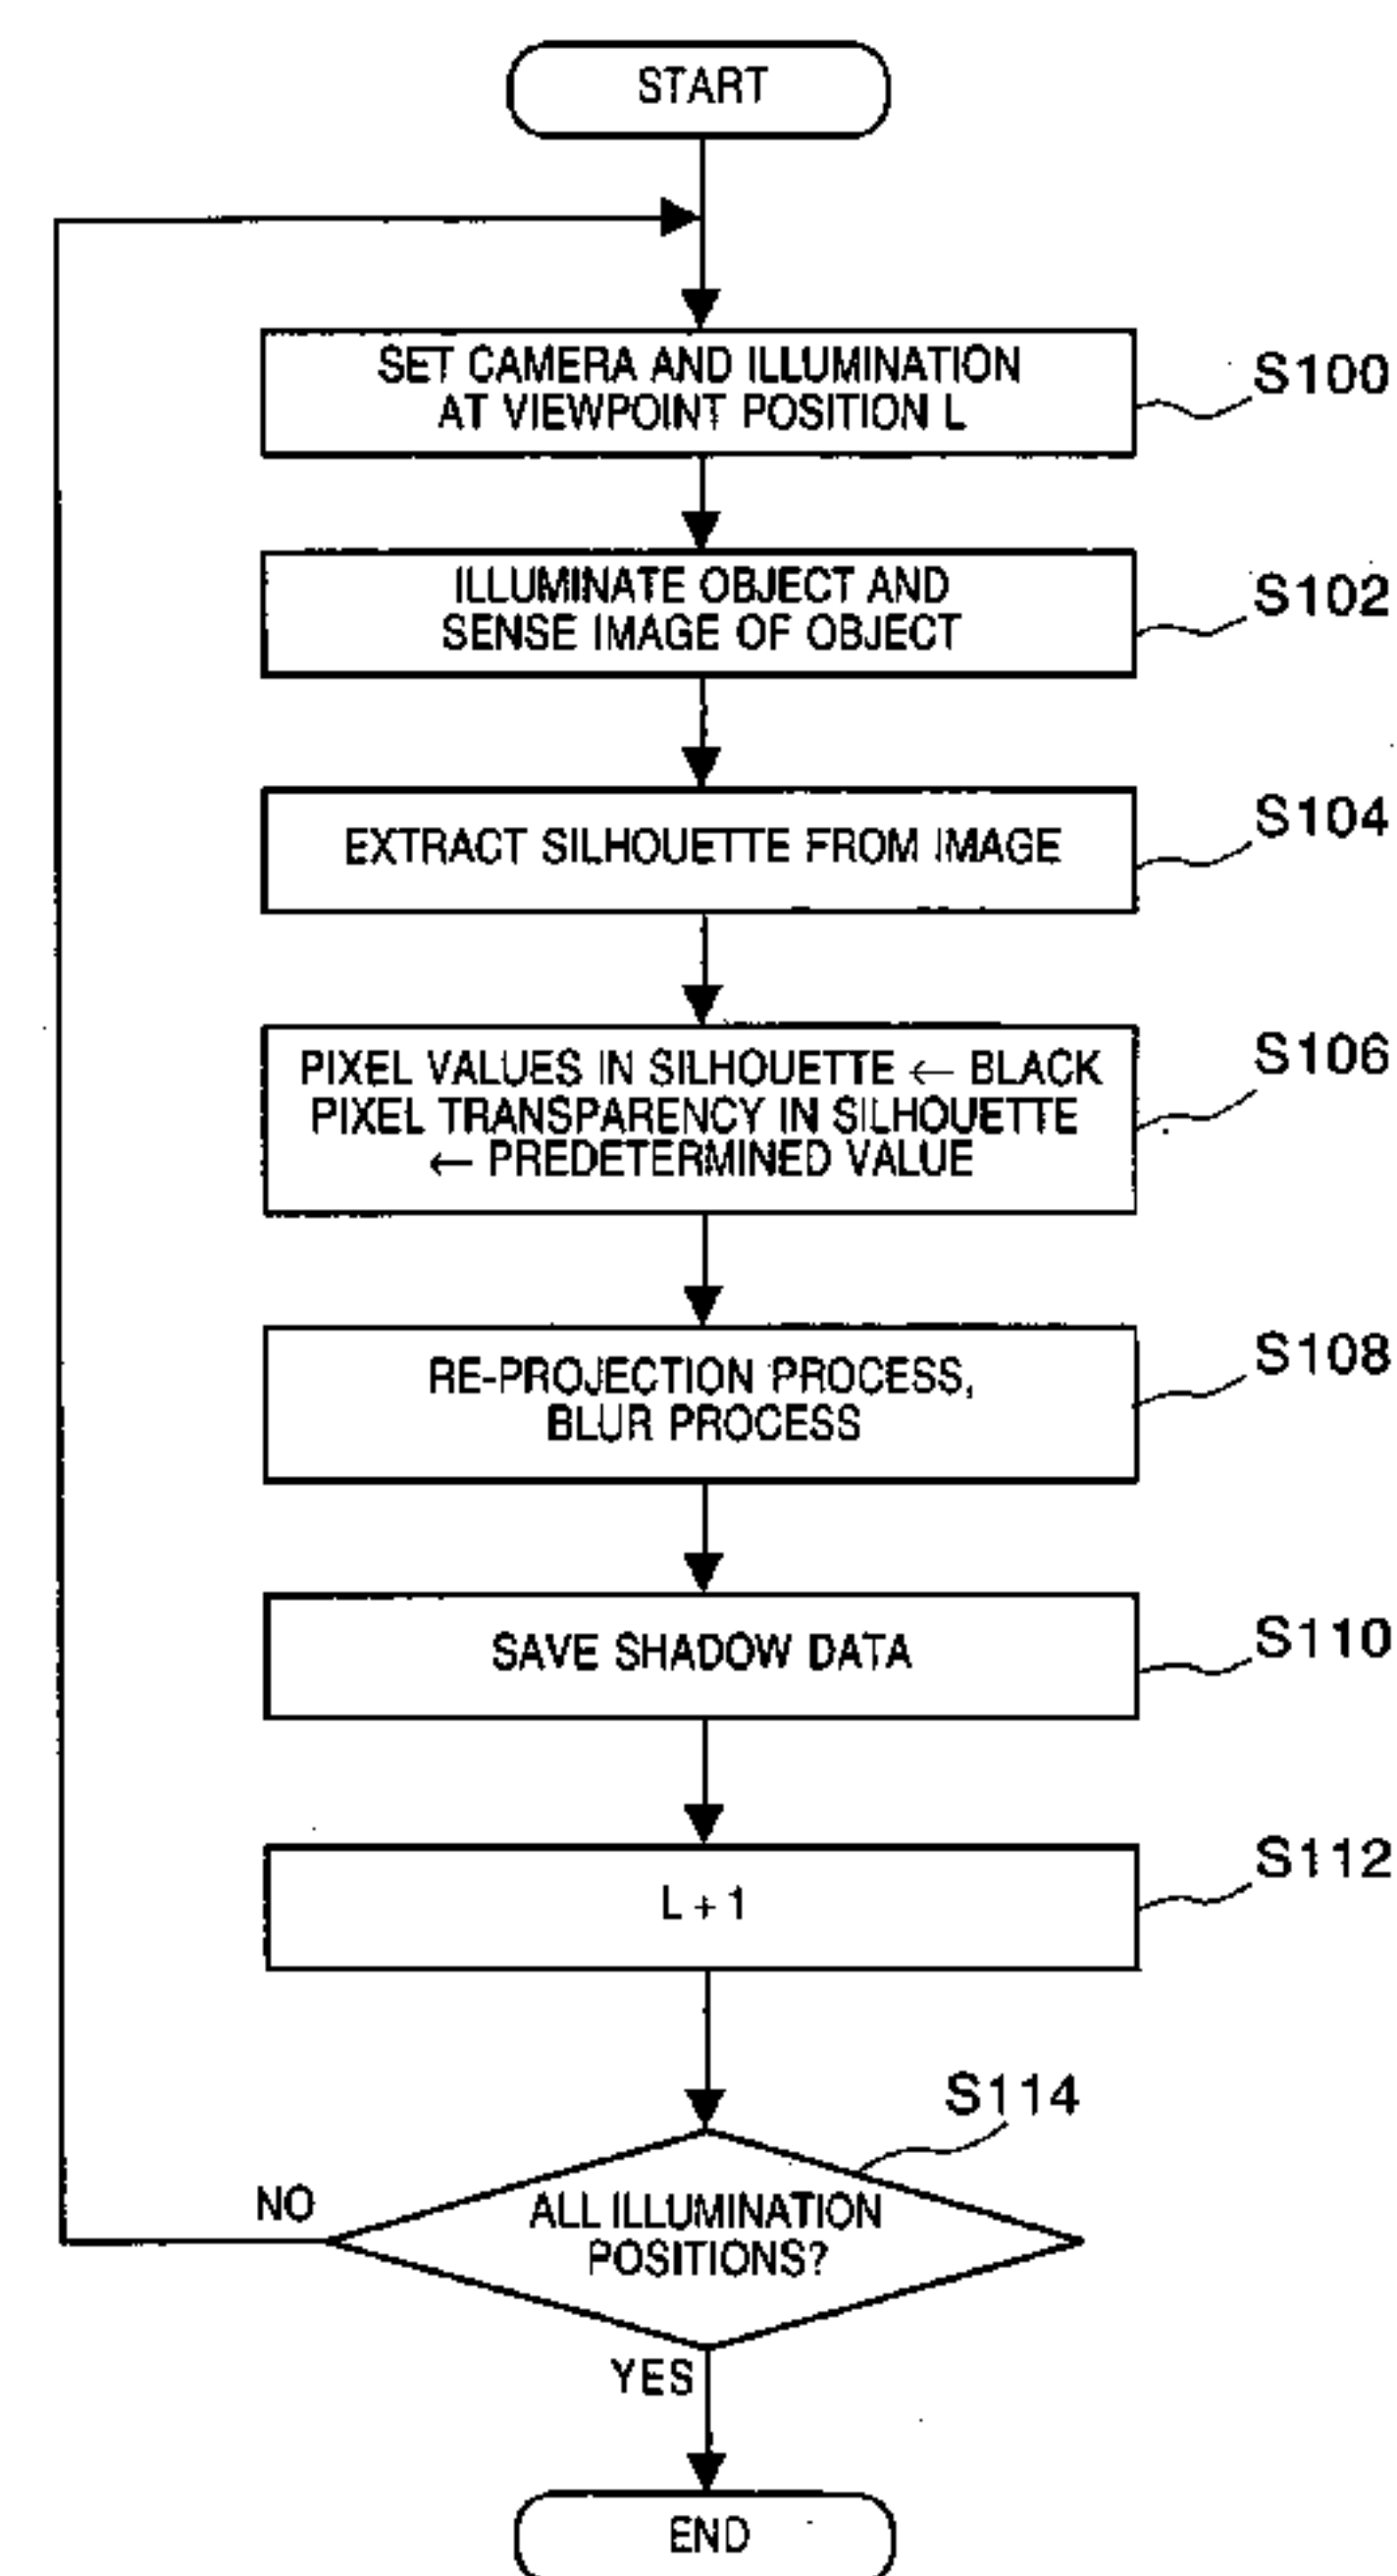 START
SET CAMERA AND ILLUMINATION
AT VIEWPOINT POSITION L
S100
ILLUMINATE OBJECT AND
SENSE IMAGE OF OBJECT
S102
EXTRACT SILHOUETTE FROM IMAGE
S104
PIXEL VALUES IN SILHOUETTE ← BLACK
PIXEL TRANSPARENCY IN SILHOUETTE
← PREDETERMINED VALUE
S106
RE-PROJECTION PROCESS,
BLUR PROCESS
S108
SAVE SHADOW DATA
S110
L + 1
S112
S114
ALL ILLUMINATION
POSITIONS?
NO
YES
END